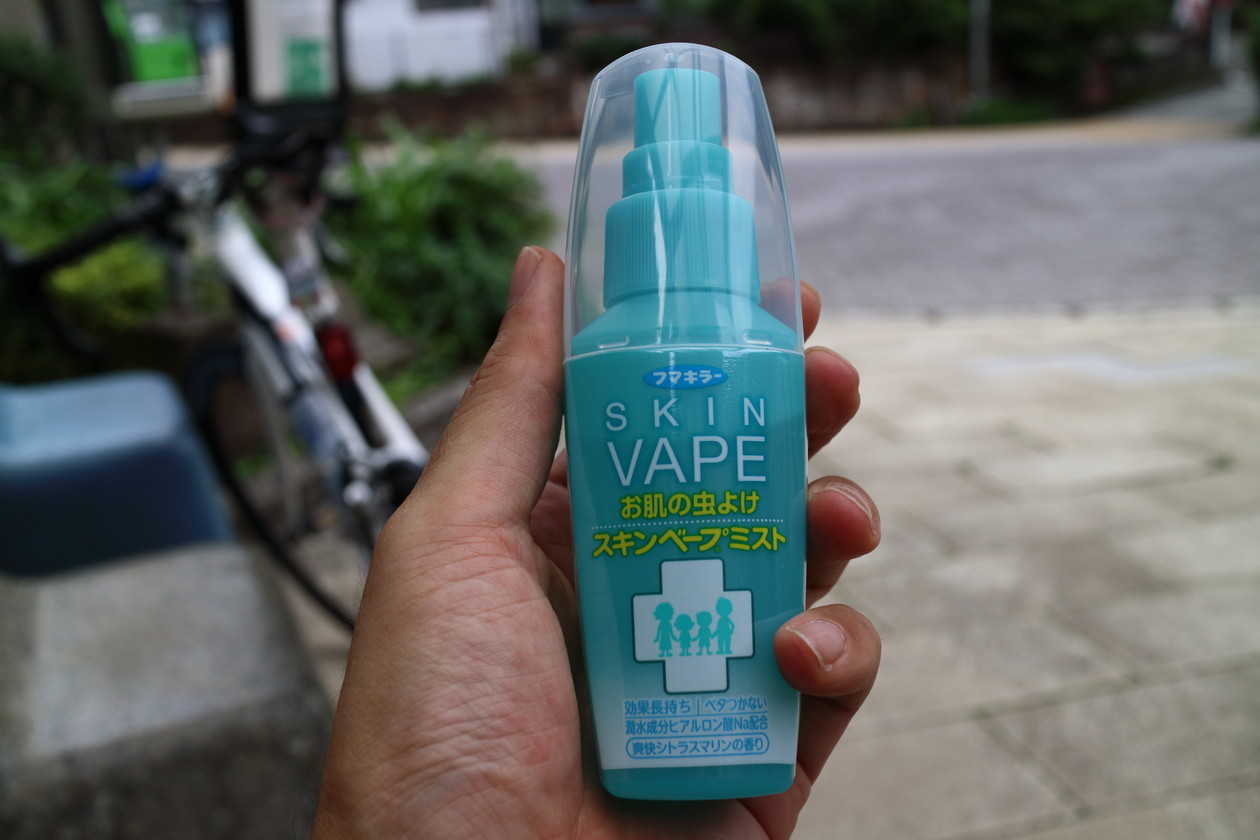 フマキラー
SKIN
VAPE
お肌の虫よけ
スキンベープミスト
効果長持ち | ベタつかない
潤水成分ヒアルロン酸Na配合
爽快シトラスマリンの香り